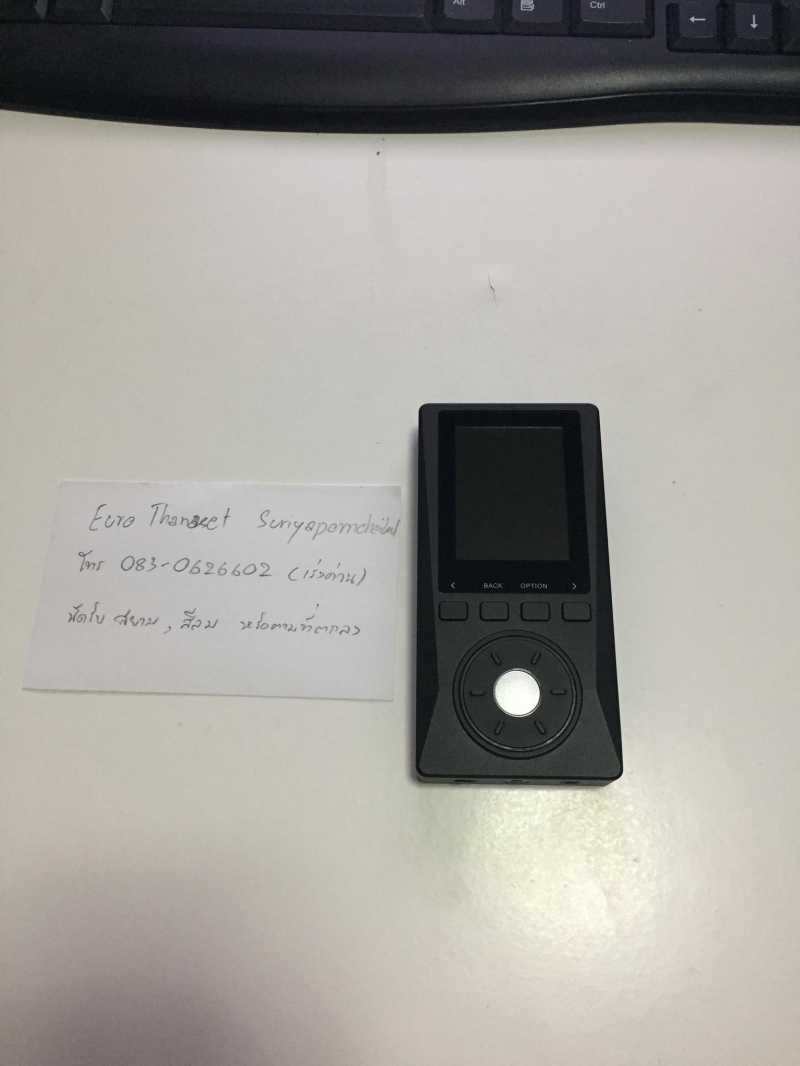 Alt
Ctrl
← ↓
Euro Thanaset
โทร 083-0626602 (เร่งด่วน)
นัดรับ สยาม, สีลม หรือตามที่ตกลง
< BACK OPTION >